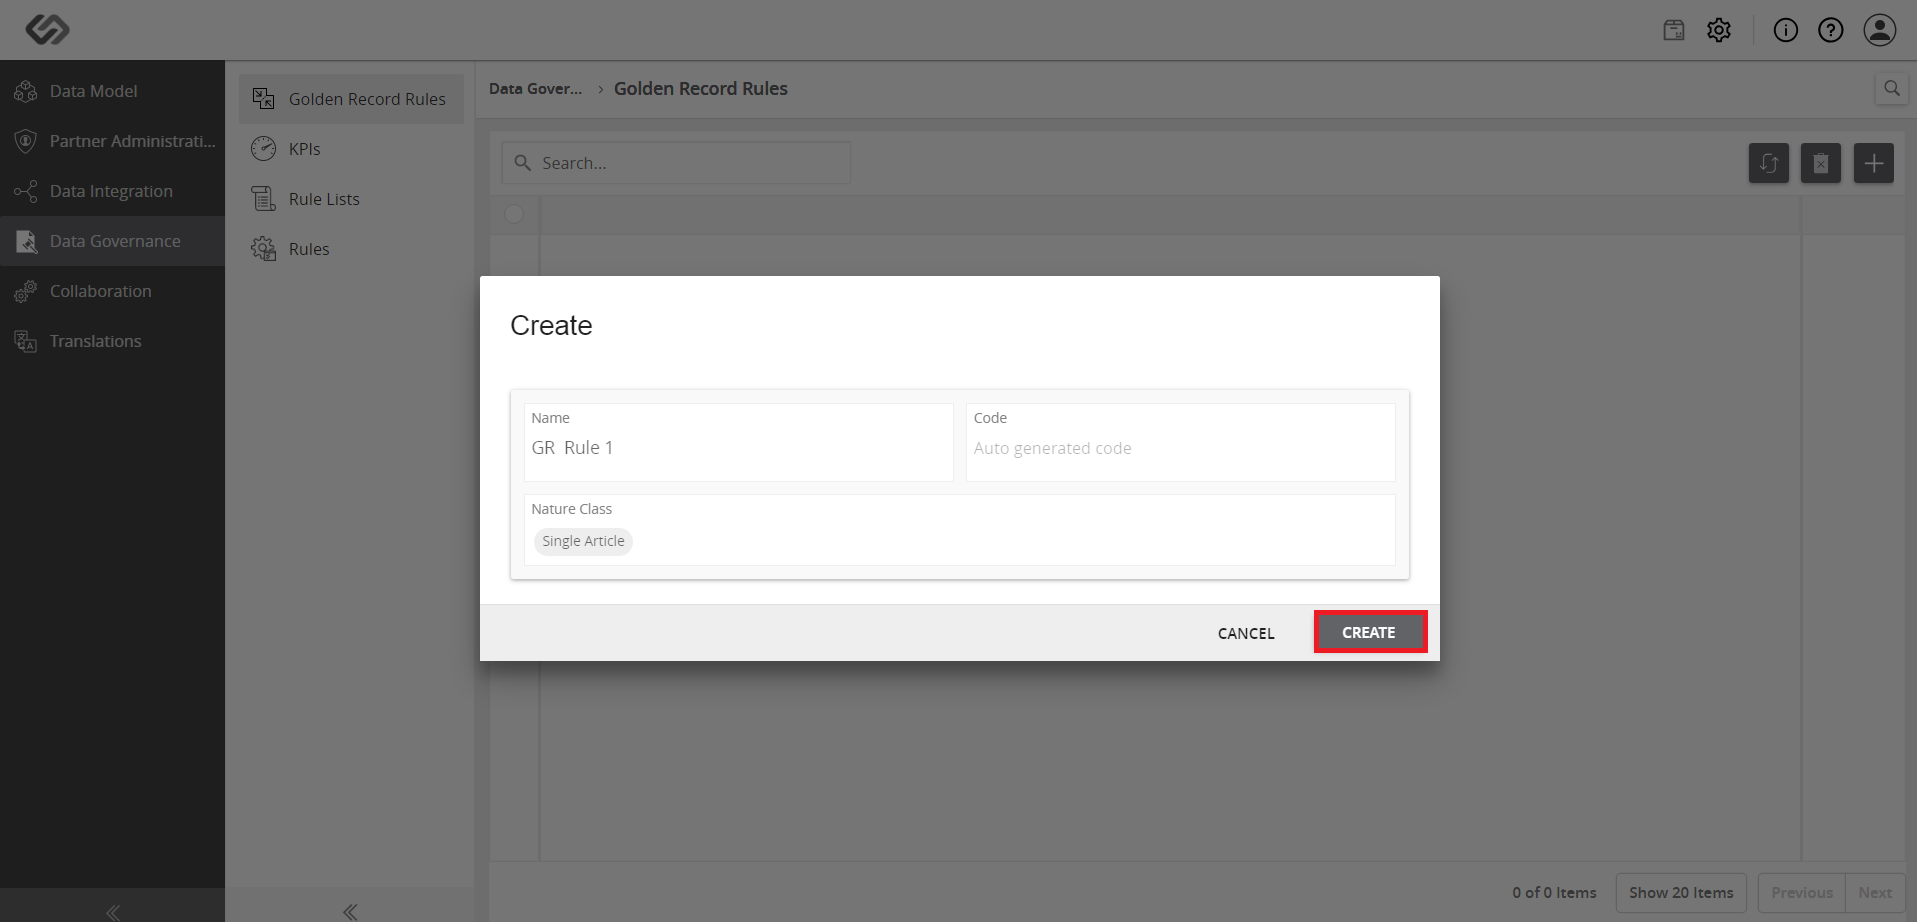 Data Model
Partner Administrati...
Data Integration
Data Governance
Collaboration
Translations
Golden Record Rules
KPIs
Rule Lists
Rules
Data Gover... › Golden Record Rules
Search...
Create
Name
GR  Rule 1
Code
Auto generated code
Nature Class
Single Article
CANCEL
CREATE
0 of 0 Items
Show 20 Items
Previous
Next